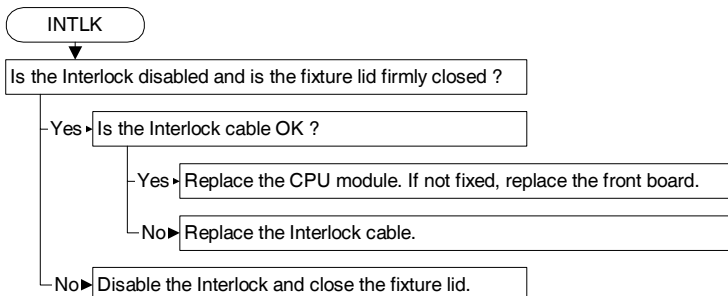 INTLK
Is the Interlock disabled and is the fixture lid firmly closed ?
Yes Is the Interlock cable OK ?
Yes Replace the CPU module. If not fixed, replace the front board.
No Replace the Interlock cable.
No Disable the Interlock and close the fixture lid.